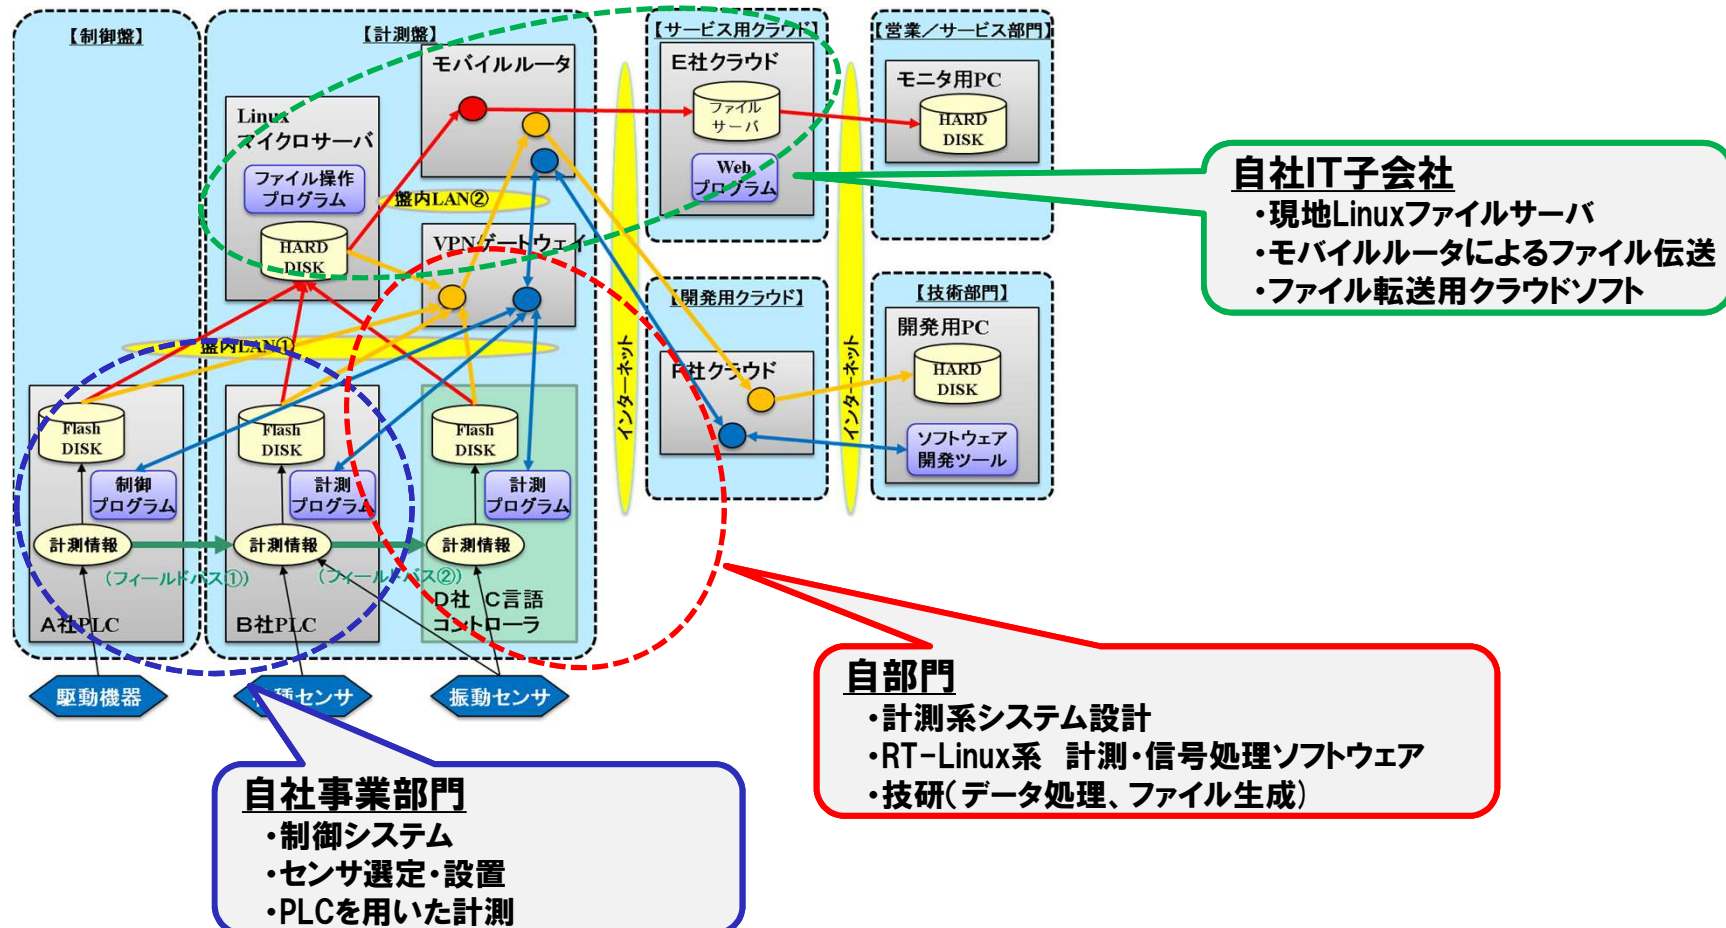 【制御盤】
【計測盤】
【サービス用クラウド】
【営業／サービス部門】
モバイルルータ
E社クラウド
ファイル
サーバ
Web
プログラム
モニタ用PC
HARD
DISK
Linux
マイクロサーバ
ファイル操作
プログラム
HARD
DISK
盤内LAN②
VPNゲートウェイ
盤内LAN①
インターネット
インターネット
【開発用クラウド】
F社クラウド
【技術部門】
開発用PC
HARD
DISK
ソフトウェア
開発ツール
Flash
DISK
制御
プログラム
計測情報
(フィールドバス①)
A社PLC
Flash
DISK
計測
プログラム
計測情報
(フィールドバス②)
B社PLC
Flash
DISK
計測
プログラム
計測情報
D社 C言語
コントローラ
駆動機器
種センサ
振動センサ
自社IT子会社
・現地Linuxファイルサーバ
・モバイルルータによるファイル伝送
・ファイル転送用クラウドソフト
自部門
・計測系システム設計
・RT-Linux系 計測・信号処理ソフトウェア
・技研(データ処理、ファイル生成)
自社事業部門
・制御システム
・センサ選定・設置
・PLCを用いた計測